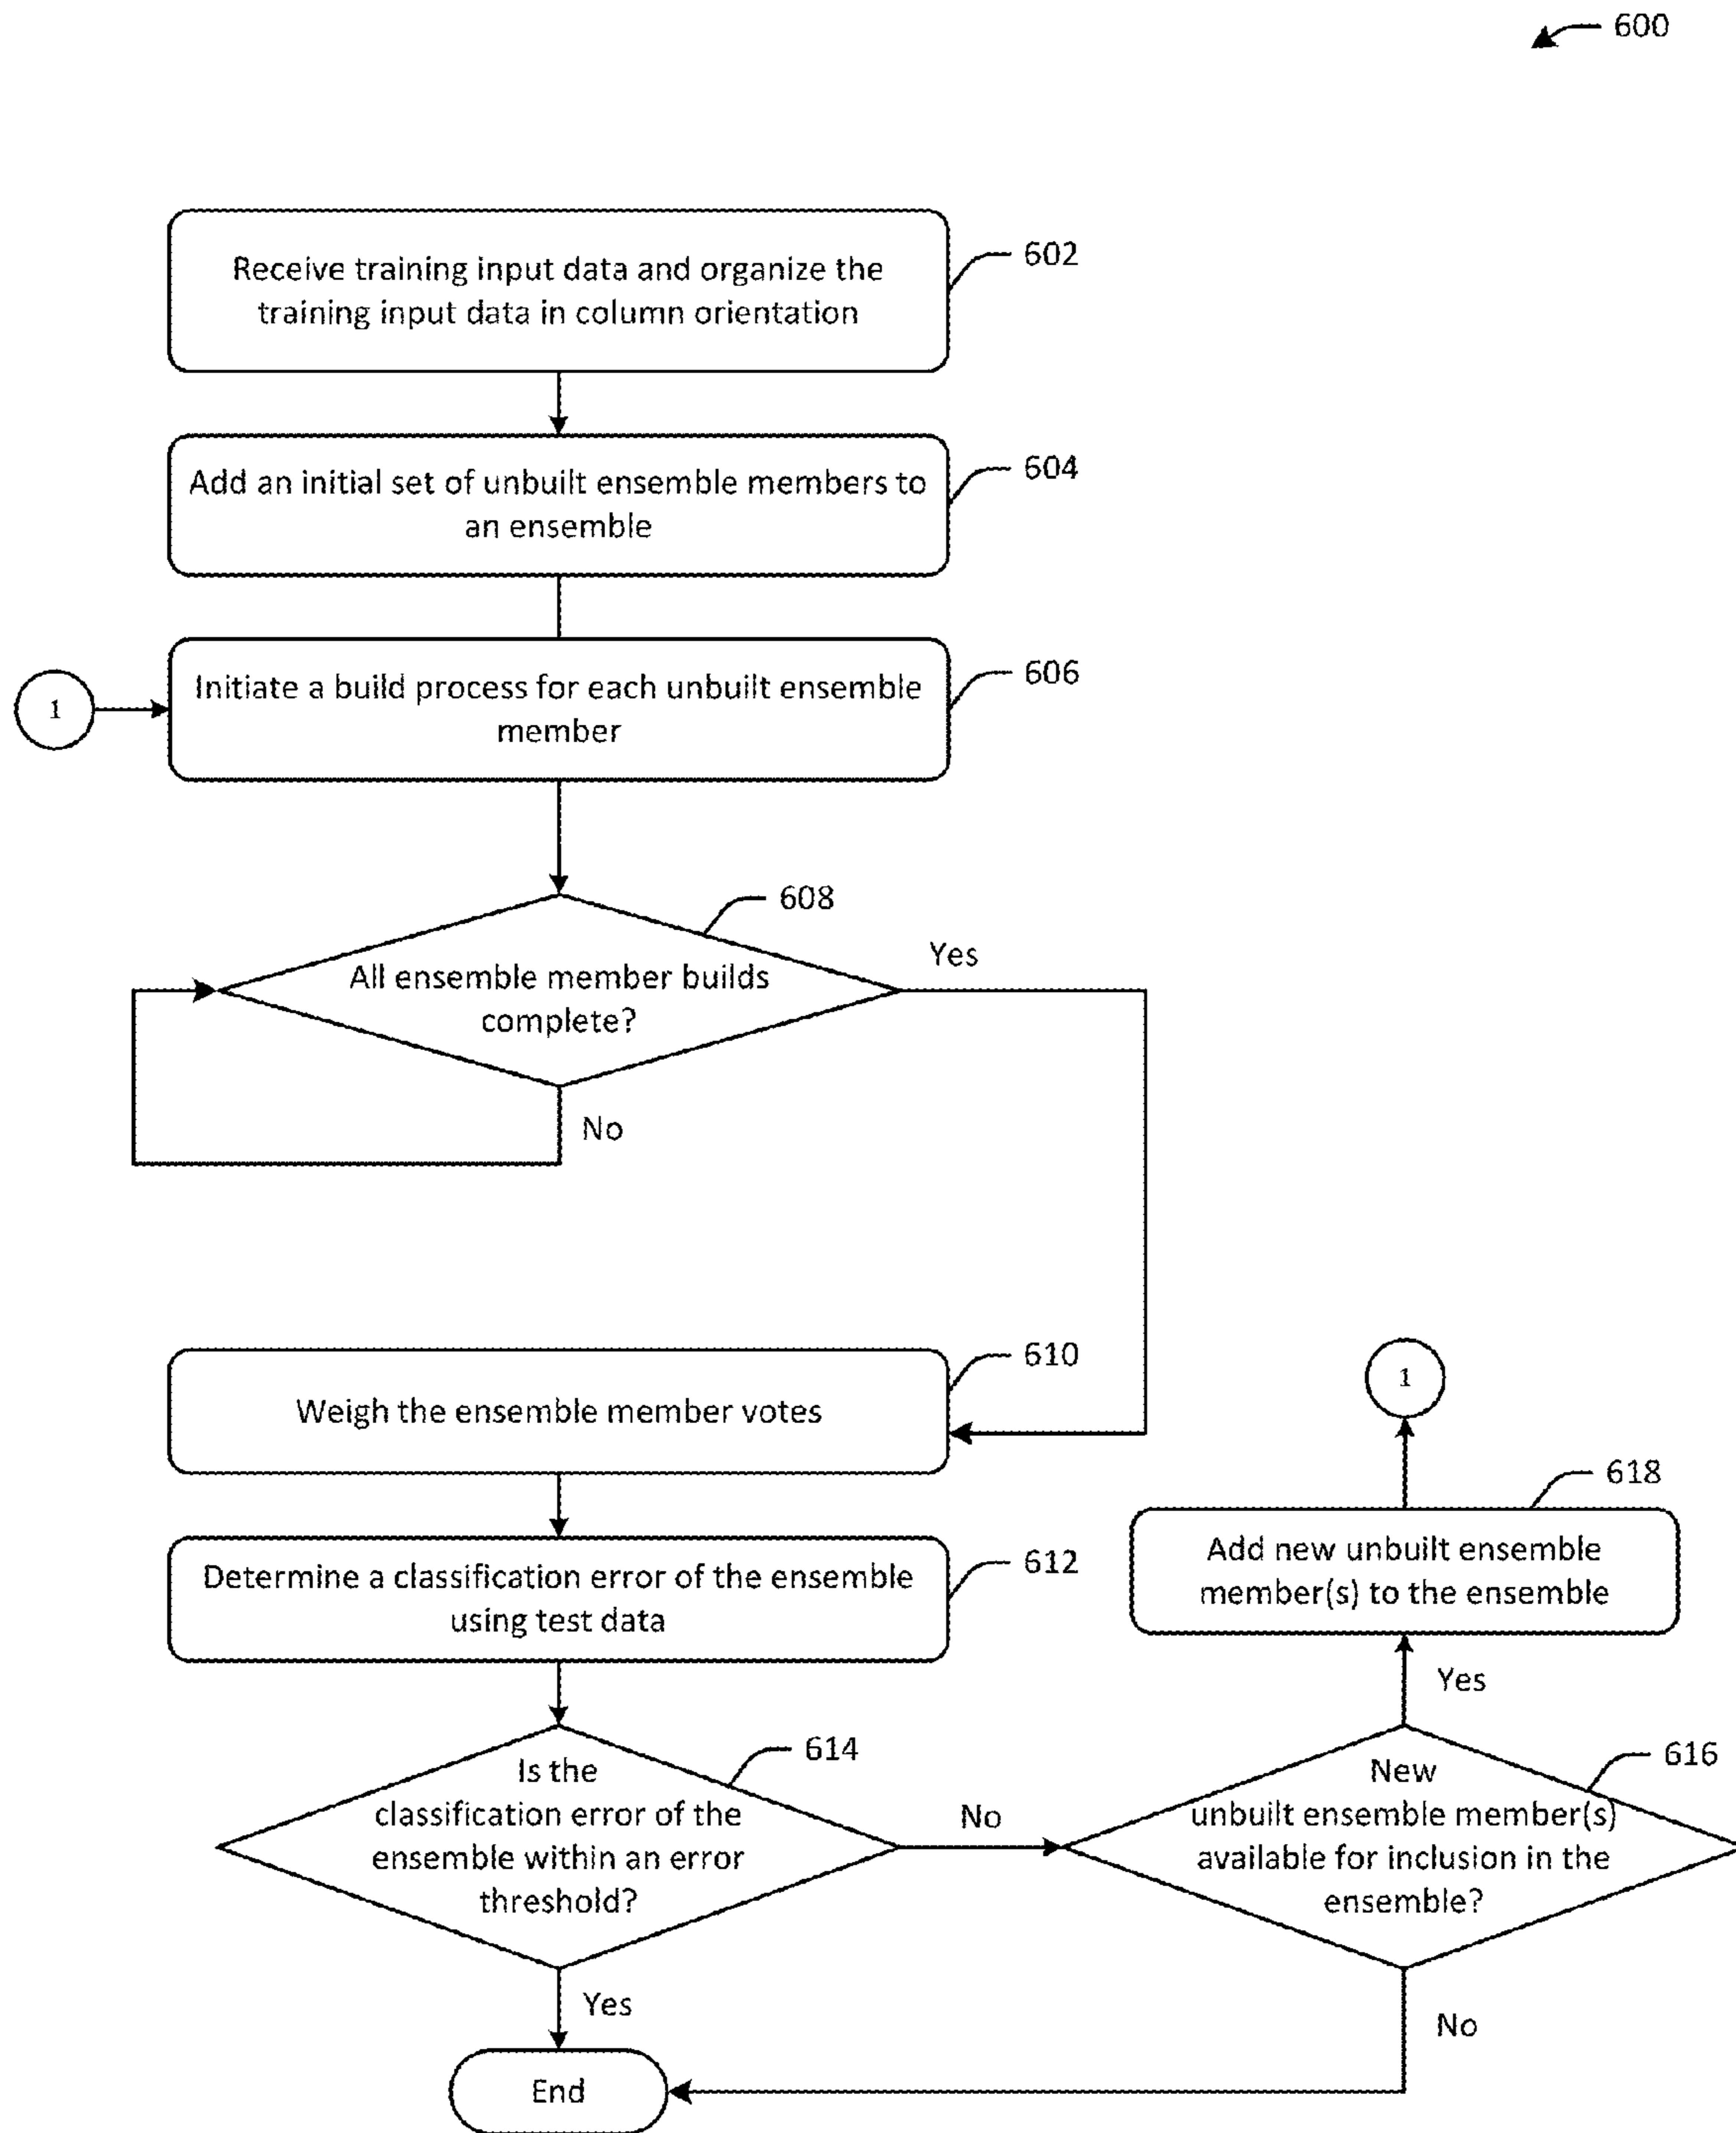 600
Receive training input data and organize the
training input data in column orientation
602
Add an initial set of unbuilt ensemble members to
an ensemble
604
1
Initiate a build process for each unbuilt ensemble
member
606
608
All ensemble member builds
complete?
Yes
No
610
Weigh the ensemble member votes
1
618
Determine a classification error of the ensemble
using test data
612
Add new unbuilt ensemble
member(s) to the ensemble
Yes
614
Is the
classification error of the
ensemble within an error
threshold?
No
616
New
unbuilt ensemble member(s)
available for inclusion in the
ensemble?
Yes
No
End